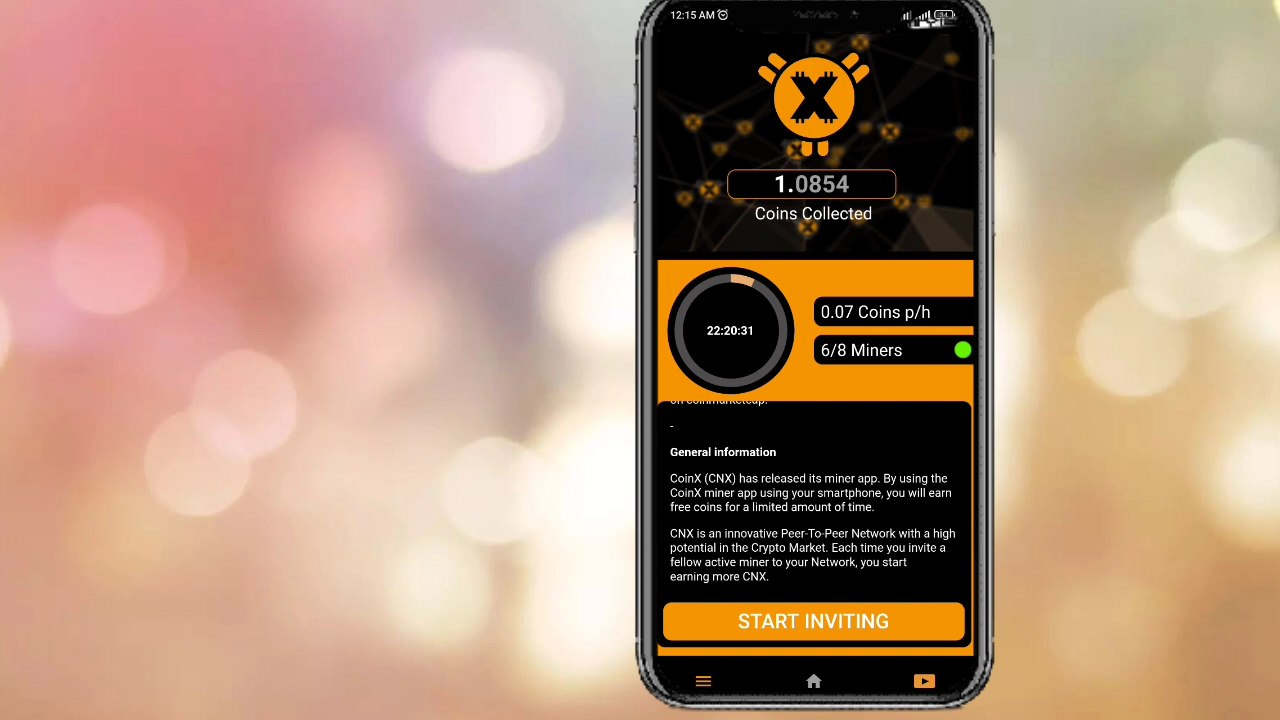 12:15 AM
34
X
1.0854
Coins Collected
22:20:31
0.07 Coins p/h
6/8 Miners
on coinmarketcap.
-
General information
CoinX (CNX) has released its miner app. By using the
CoinX miner app using your smartphone, you will earn
free coins for a limited amount of time.
CNX is an innovative Peer-To-Peer Network with a high
potential in the Crypto Market. Each time you invite a
fellow active miner to your Network, you start
earning more CNX.
START INVITING